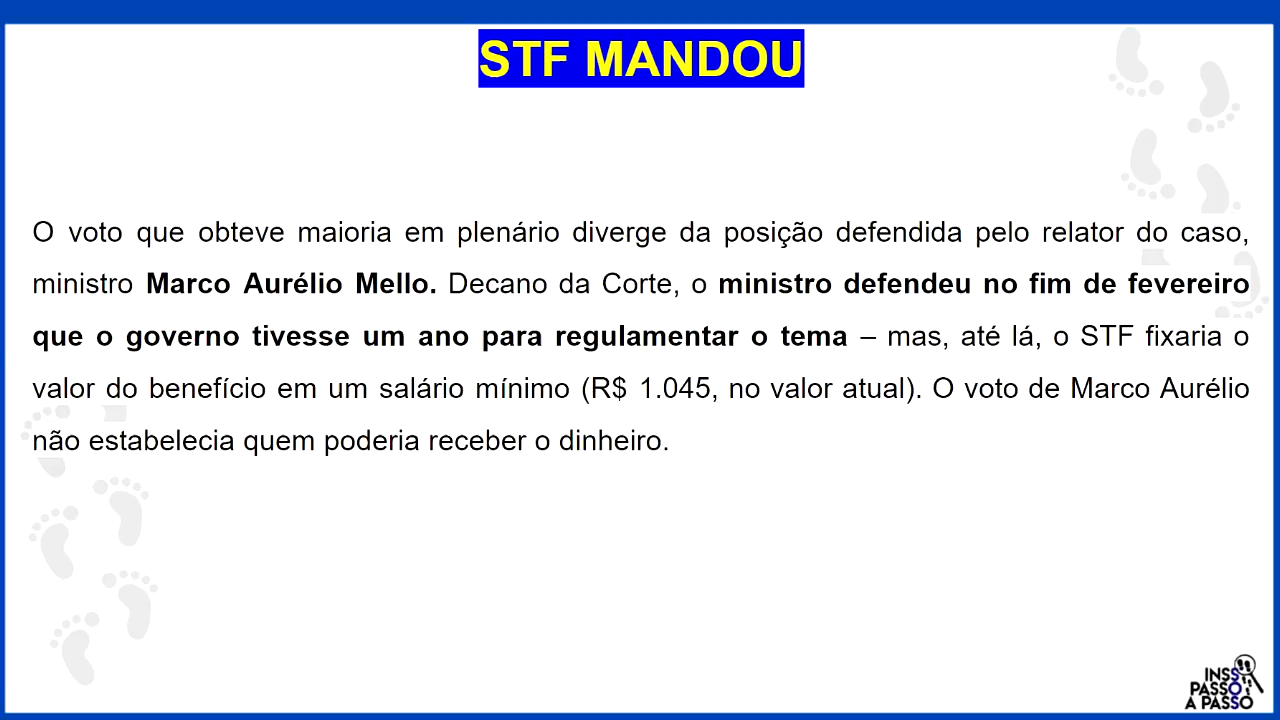 STF MANDOU
O voto que obteve maioria em plenário diverge da posição defendida pelo relator do caso,
ministro Marco Aurélio Mello. Decano da Corte, o ministro defendeu no fim de fevereiro
que o governo tivesse um ano para regulamentar o tema – mas, até lá, o STF fixaria o
valor do benefício em um salário mínimo (R$ 1.045, no valor atual). O voto de Marco Aurélio
não estabelecia quem poderia receber o dinheiro.
INSS
PASSO
A PASSO